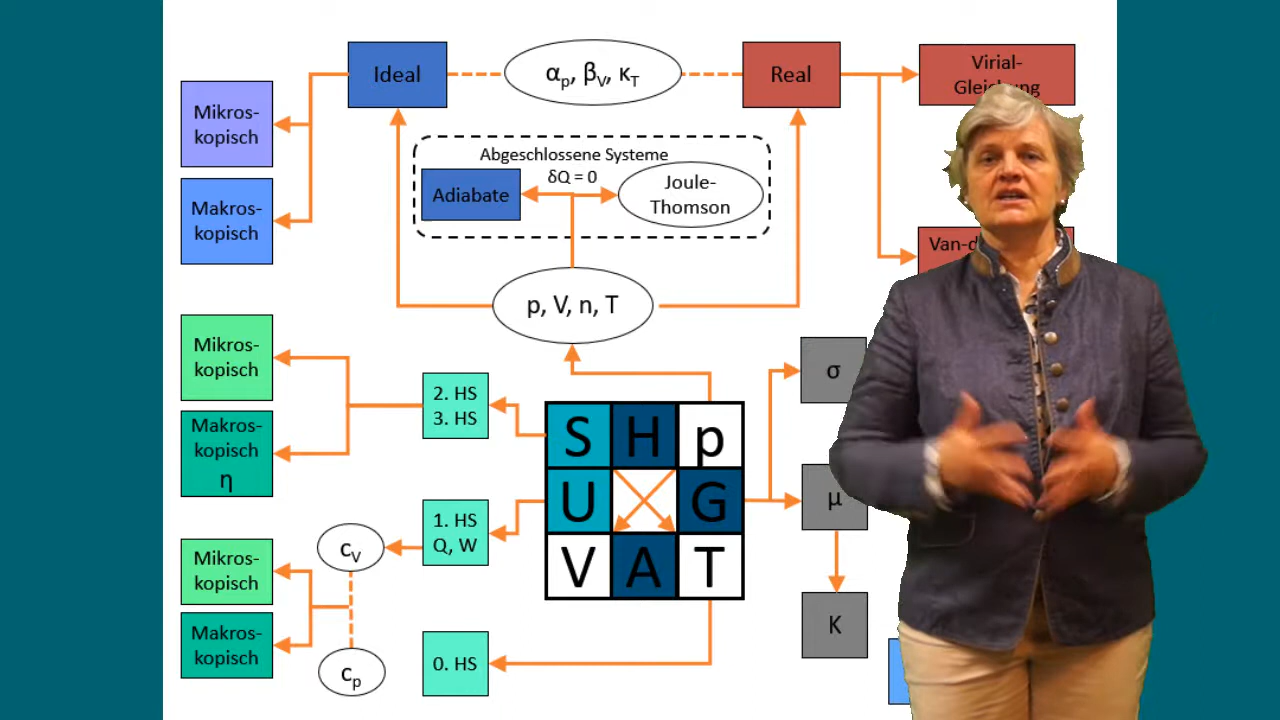 Ideal
αp, βV, κT
Real
Virial-
Mikros-
kopisch
Makros-
kopisch
Abgeschlossene Systeme
δQ = 0
Adiabate
Joule-
Thomson
p, V, n, T
Mikros-
kopisch
Makros-
kopisch
η
2. HS
3. HS
1. HS
Q, W
cV
Mikros-
kopisch
Makros-
kopisch
cp
0. HS
S H p
U G
V A T
σ
μ
K